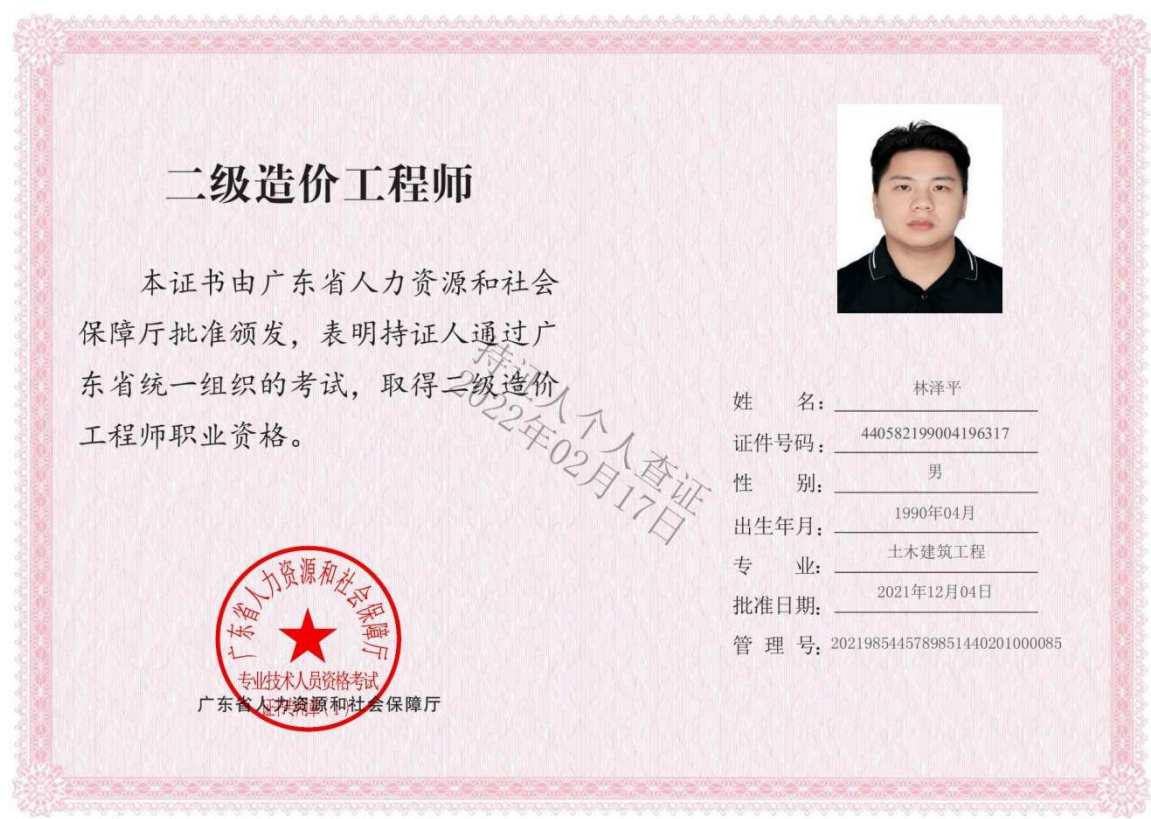 二级造价工程师
本证书由广东省人力资源和社会
保障厅批准颁发，表明持证人通过广
东省统一组织的考试，取得二级造价
工程师职业资格。
持证人个人查证
2022年02月17日
广东省人力资源和社会保障厅
专业技术人员资格考试
广东省人力资源和社会保障厅
姓 名：林泽平
证件号码：440582199004196317
性 别：男
出生年月：1990年04月
专 业：土木建筑工程
批准日期：2021年12月04日
管 理 号：2021985445789851440201000085